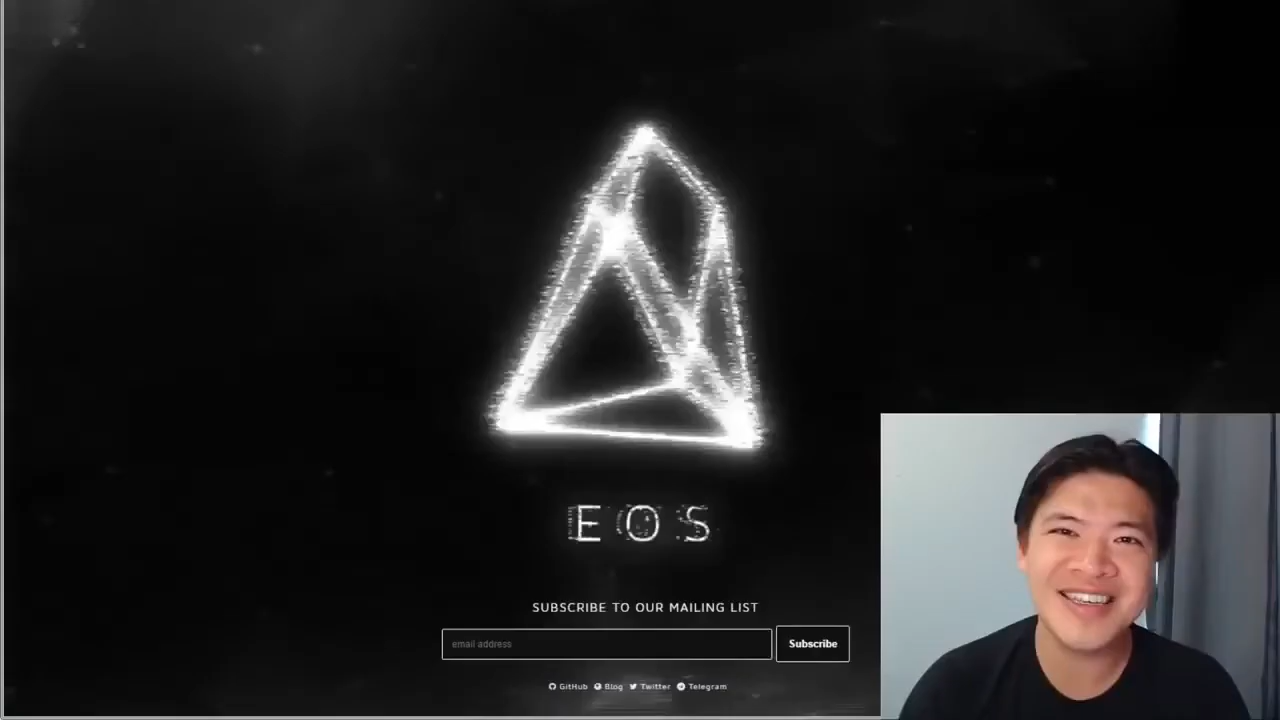 EOS
SUBSCRIBE TO OUR MAILING LIST
email address
Subscribe
GitHub Blog Twitter Telegram